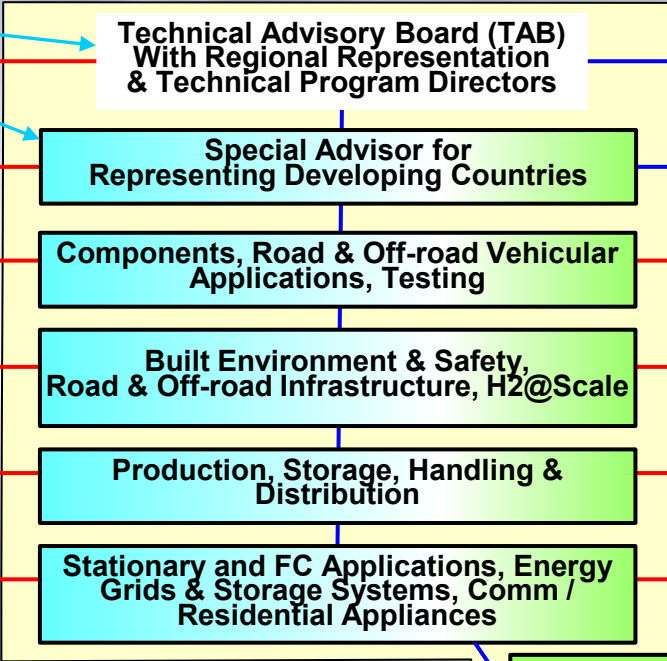 Technical Advisory Board (TAB)
With Regional Representation
& Technical Program Directors
Special Advisor for
Representing Developing Countries
Components, Road & Off-road Vehicular
Applications, Testing
Built Environment & Safety,
Road & Off-road Infrastructure, H2@Scale
Production, Storage, Handling &
Distribution
Stationary and FC Applications, Energy
Grids & Storage Systems, Comm /
Residential Appliances